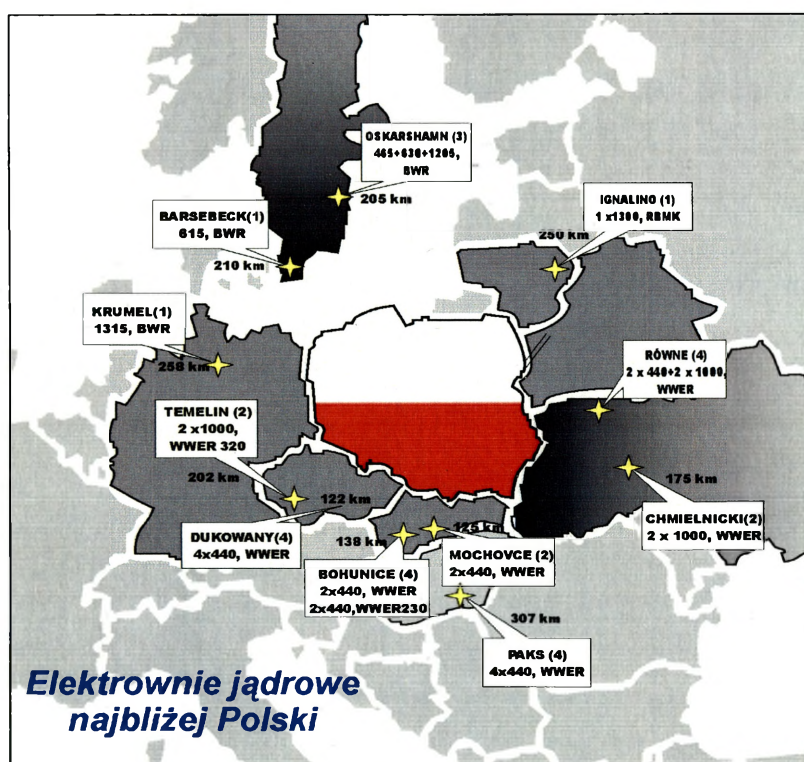 OSKARSHAMN (3)
465+630+1205,
BWR
205 km
IGNALINO (1)
1 x1300, RBMK
250 km
BARSEBECK(1)
615, BWR
210 km
KRUMEL(1)
1315, BWR
258 km
RÓWNE (4)
2 x 440+2 x 1000,
WWER
TEMELIN (2)
2 x1000,
WWER 320
202 km
175 km
122 km
CHMIELNICKI(2)
2 x 1000, WWER
DUKOWANY(4)
4x440, WWER
138 km
125 km
MOCHOVCE (2)
2x440, WWER
BOHUNICE (4)
2x440, WWER
2x440,WWER230
307 km
PAKS (4)
4x440, WWER
Elektrownie jądrowe
najbliżej Polski